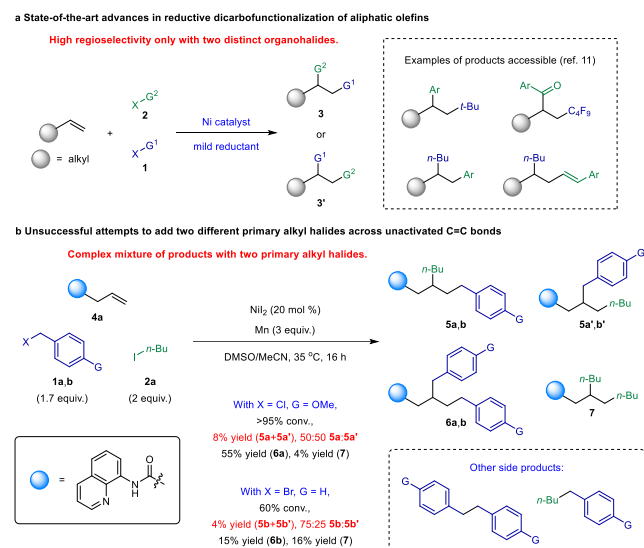 a State-of-the-art advances in reductive dicarbofunctionalization of aliphatic olefins
High regioselectivity only with two distinct organohalides.
= alkyl
+
X G²
2
X G¹
1
Ni catalyst
mild reductant
G²
G¹
3
or
G¹
G²
3'
Examples of products accessible (ref. 11)
Ar
t-Bu
Ar O
C₄F₉
n-Bu
Ar
n-Bu
Ar
b Unsuccessful attempts to add two different primary alkyl halides across unactivated C=C bonds
Complex mixture of products with two primary alkyl halides.
4a
X
G
1a,b
(1.7 equiv.)
I n-Bu
2a
(2 equiv.)
NiI₂ (20 mol %)
Mn (3 equiv.)
DMSO/MeCN, 35 °C, 16 h
With X = Cl, G = OMe,
>95% conv.,
8% yield (5a+5a'), 50:50 5a:5a'
55% yield (6a), 4% yield (7)
With X = Br, G = H,
60% conv.,
4% yield (5b+5b'), 75:25 5b:5b'
15% yield (6b), 16% yield (7)
n-Bu
G
5a,b
G
n-Bu
5a',b'
G
G
6a,b
n-Bu
n-Bu
7
=
N
N
H
O
Other side products:
G
G
n-Bu
G